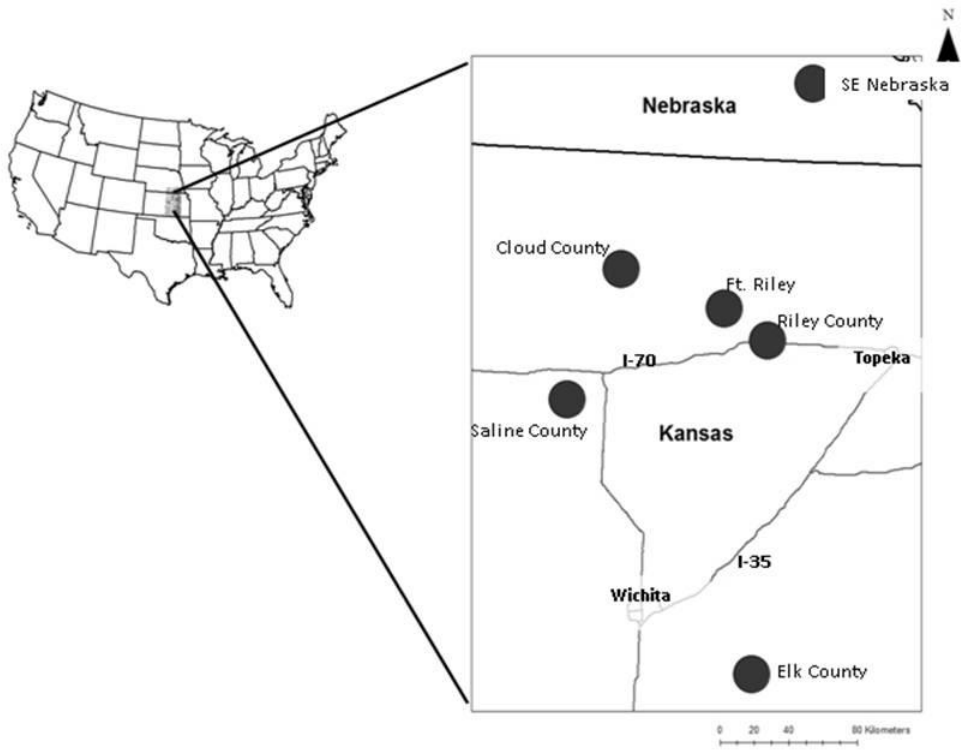 N
SE Nebraska
Nebraska
Cloud County
Ft. Riley
Riley County
I-70
Topeka
Saline County
Kansas
I-35
Wichita
Elk County
0 20 40 80 Kilometers